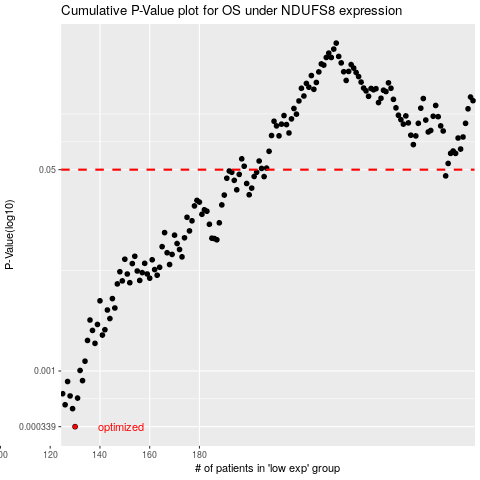 Cumulative P-Value plot for OS under NDUFS8 expression
P-Value(log10)
0.05
0.001
0.000339
optimized
00 120 140 160 180
# of patients in 'low exp' group